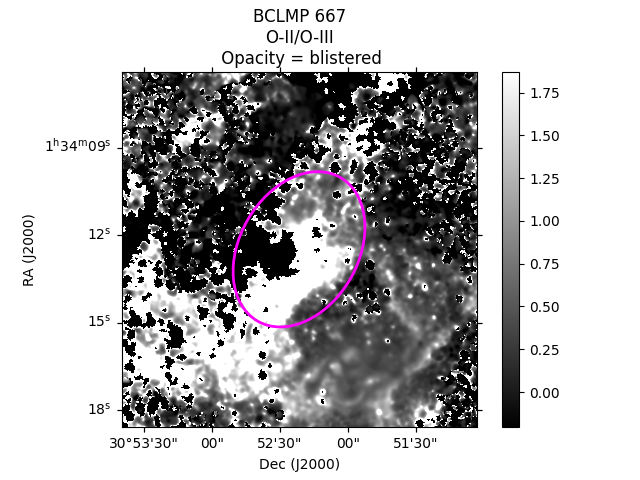 BCLMP 667
O-II/O-III
Opacity = blistered
1h34m09s
12s
15s
18s
RA (J2000)
30°53'30" 00" 52'30" 00" 51'30"
Dec (J2000)
1.75
1.50
1.25
1.00
0.75
0.50
0.25
0.00